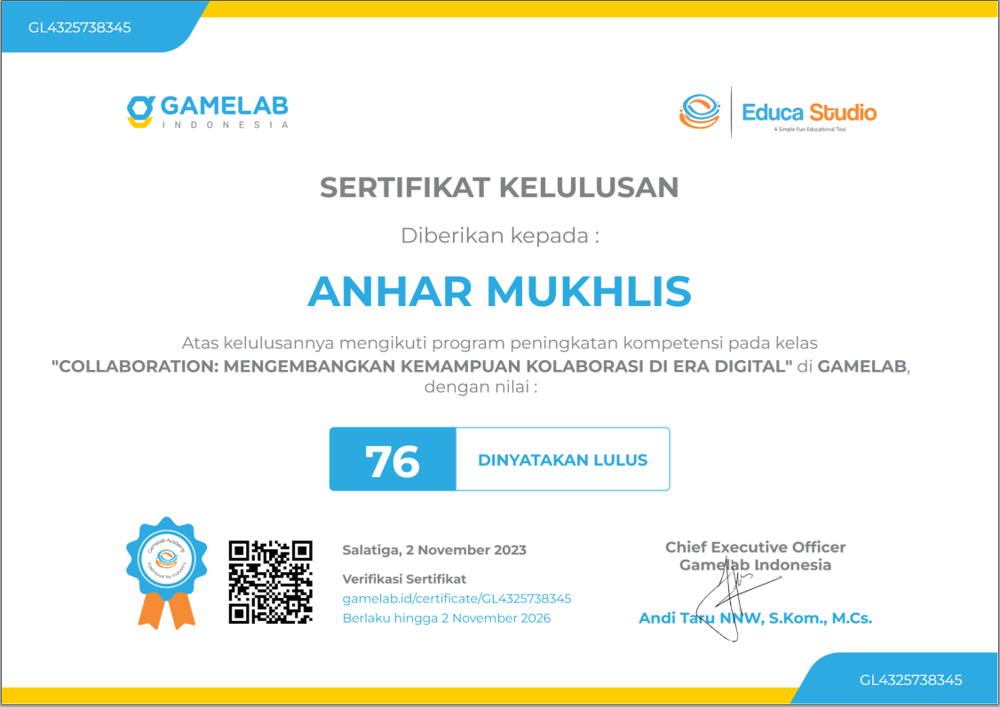 GL4325738345
GAMELAB
INDONESIA
Educa Studio
A Simple Fun Educational Tool
SERTIFIKAT KELULUSAN
Diberikan kepada :
ANHAR MUKHLIS
Atas kelulusannya mengikuti program peningkatan kompetensi pada kelas
"COLLABORATION: MENGEMBANGKAN KEMAMPUAN KOLABORASI DI ERA DIGITAL" di GAMELAB,
dengan nilai :
76
DINYATAKAN LULUS
Gamelab Academy
Approved by Industry
Salatiga, 2 November 2023
Verifikasi Sertifikat
gamelab.id/certificate/GL4325738345
Berlaku hingga 2 November 2026
Chief Executive Officer
Gamelab Indonesia
Andi Taru NNW, S.Kom., M.Cs.
GL4325738345